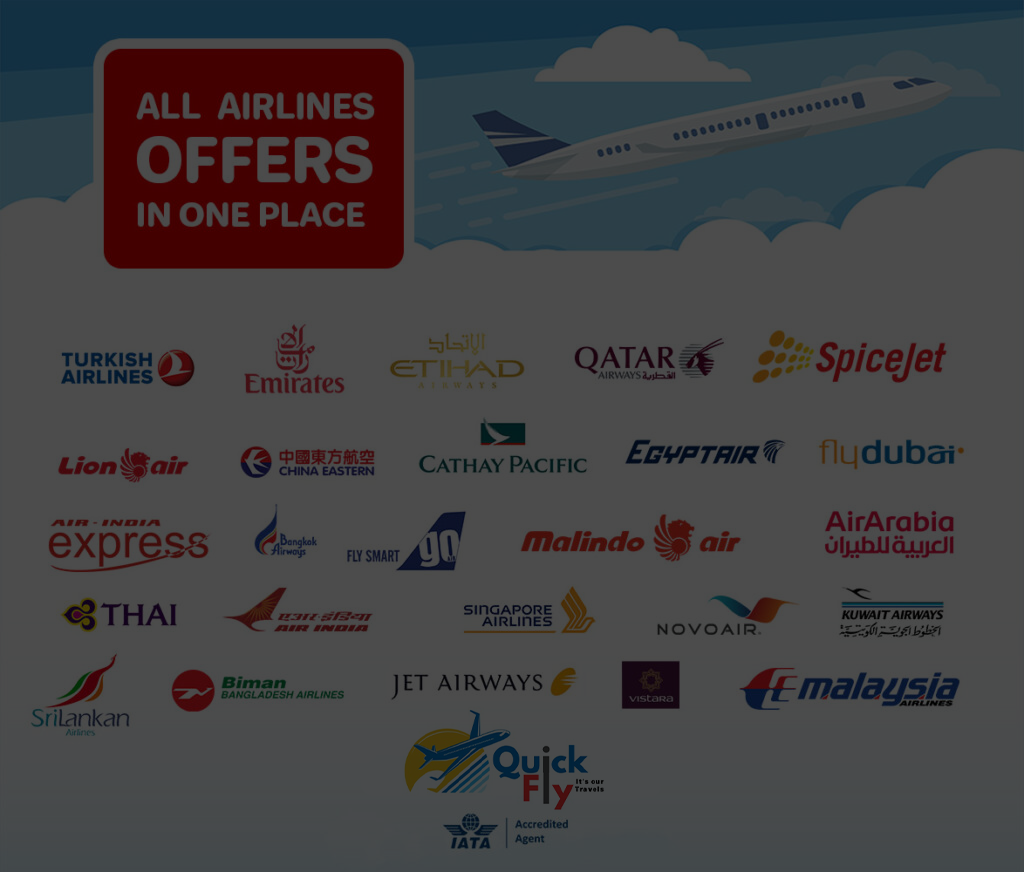 ALL AIRLINES
OFFERS
IN ONE PLACE
TURKISH
AIRLINES
Emirates
الإتحاد
ETIHAD
AIRWAYS
QATAR
AIRWAYS القطرية
SpiceJet
Lion air
中國東方航空
CHINA EASTERN
CATHAY PACIFIC
EGYPTAIR
flydubai
AIR-INDIA
express
Bangkok
Airways
FLY SMART go
Malindo air
AirArabia
العربية للطيران
THAI
एअर-इंडिया
AIR INDIA
SINGAPORE
AIRLINES
NOVOAIR
KUWAIT AIRWAYS
الخطوط الجوية الكويتية
SriLankan
Airlines
Biman
BANGLADESH AIRLINES
JET AIRWAYS
VISTARA
malaysia
AIRLINES
Quick
Fly
It's our
Travels
IATA
Accredited
Agent